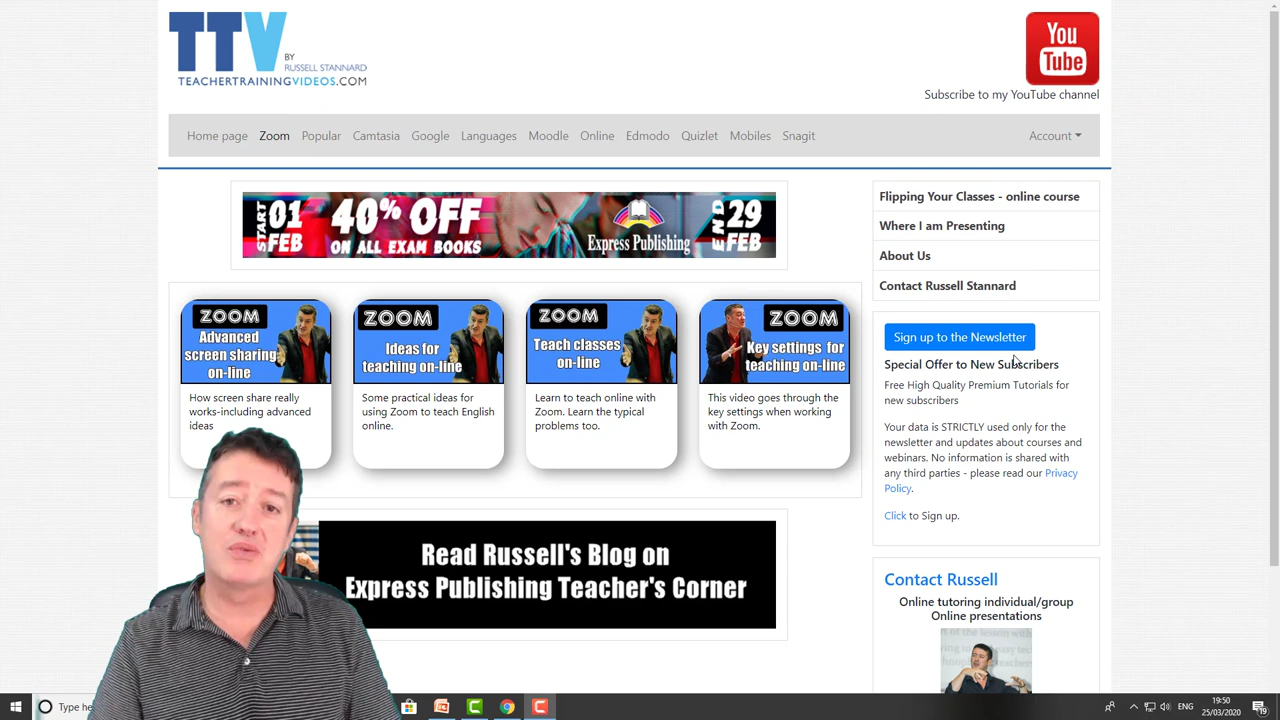 TTV
BY
RUSSELL STANNARD
TEACHERTRAININGVIDEOS.COM
You
Tube
Subscribe to my YouTube channel
Home page Zoom Popular Camtasia Google Languages Moodle Online Edmodo Quizlet Mobiles Snagit Account
START
01
FEB
40% OFF
ON ALL EXAM BOOKS
Express Publishing
END
29
FEB
ZOOM
Advanced
screen sharing
on-line
How screen share really
works-including advanced
ideas
ZOOM
Ideas for
teaching on-line
Some practical ideas for
using Zoom to teach English
online.
ZOOM
Teach classes
on-line
Learn to teach online with
Zoom. Learn the typical
problems too.
ZOOM
Key settings for
teaching on-line
This video goes through the
key settings when working
with Zoom.
Read Russell's Blog on
Express Publishing Teacher's Corner
Flipping Your Classes - online course
Where I am Presenting
About Us
Contact Russell Stannard
Sign up to the Newsletter
Special Offer to New Subscribers
Free High Quality Premium Tutorials for
new subscribers
Your data is STRICTLY used only for the
newsletter and updates about courses and
webinars. No information is shared with
any third parties - please read our Privacy
Policy.
Click to Sign up.
Contact Russell
Online tutoring individual/group
Online presentations
Type he
ENG
19:50
25/03/2020